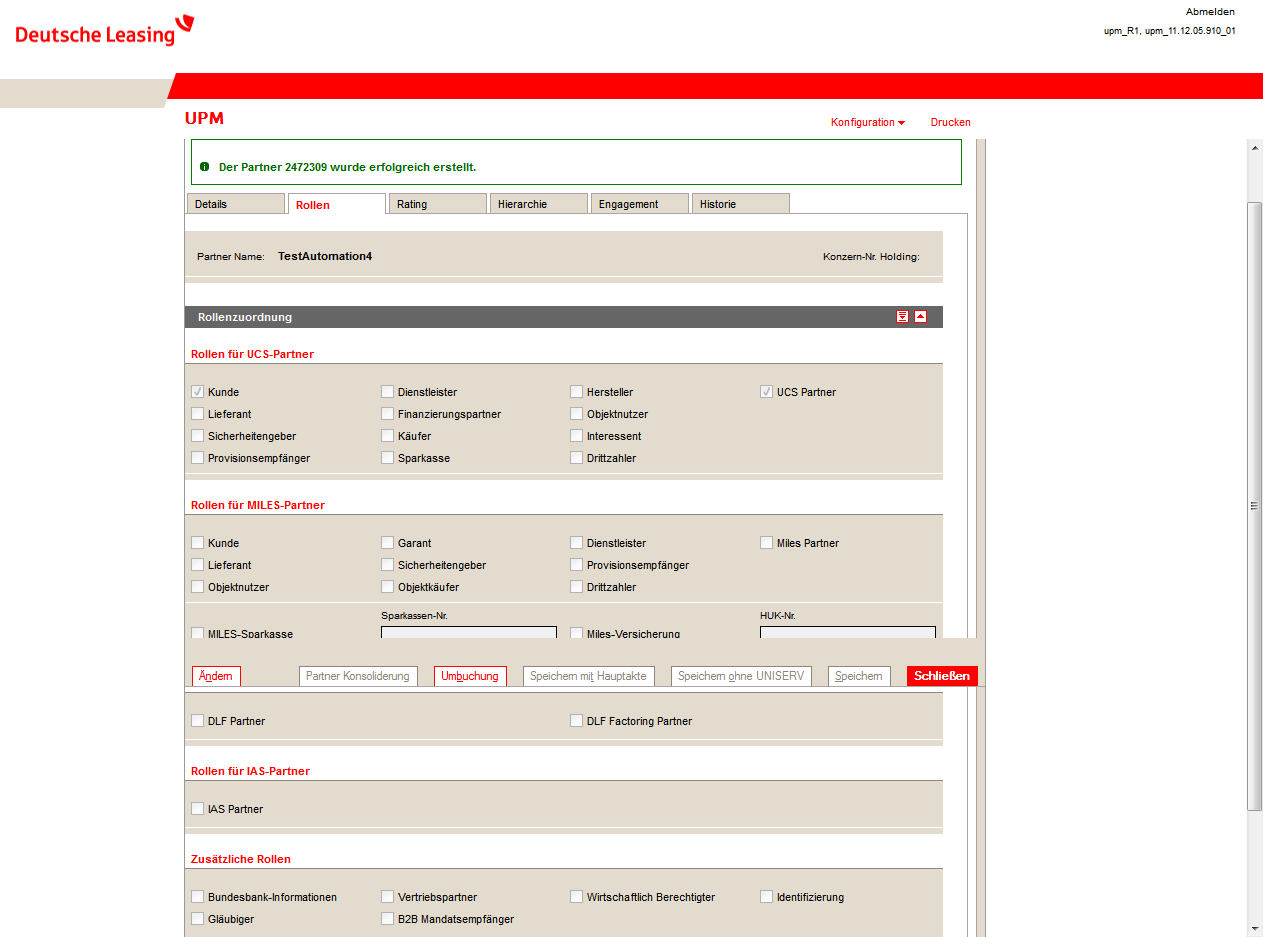 Abmelden
Deutsche Leasing
upm_R1, upm_11.12.05.910_01
UPM
Konfiguration Drucken
Der Partner 2472309 wurde erfolgreich erstellt.
Details Rollen Rating Hierarchie Engagement Historie
Partner Name: TestAutomation4 Konzern-Nr. Holding:
Rollenzuordnung
Rollen für UCS-Partner
Kunde Dienstleister Hersteller UCS Partner
Lieferant Finanzierungspartner Objektnutzer
Sicherheitengeber Käufer Interessent
Provisionsempfänger Sparkasse Drittzahler
Rollen für MILES-Partner
Kunde Garant Dienstleister Miles Partner
Lieferant Sicherheitengeber Provisionsempfänger
Objektnutzer Objektkäufer Drittzahler
Sparkassen-Nr. HUK-Nr.
MILES-Sparkasse Miles-Versicherung
Ändern Partner Konsoliderung Umbuchung Speichern mit Hauptakte Speichern ohne UNISERV Speichern Schließen
DLF Partner DLF Factoring Partner
Rollen für IAS-Partner
IAS Partner
Zusätzliche Rollen
Bundesbank-Informationen Vertriebspartner Wirtschaftlich Berechtigter Identifizierung
Gläubiger B2B Mandatsempfänger